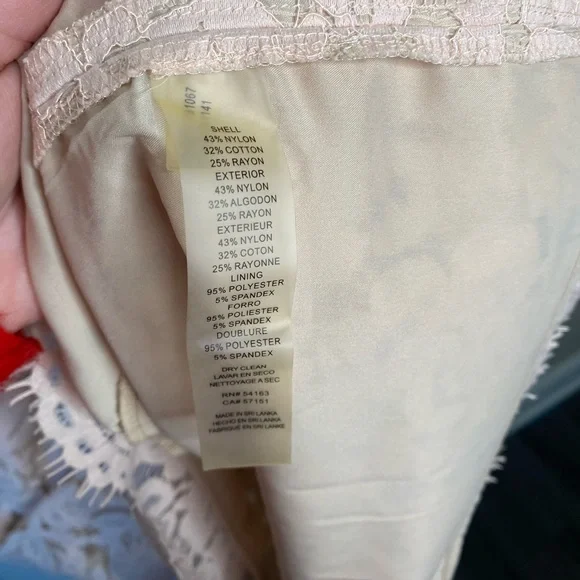 141
SHELL
43% NYLON
32% COTTON
25% RAYON
EXTERIOR
43% NYLON
32% ALGODON
25% RAYON
EXTERIEUR
43% NYLON
32% COTON
25% RAYONNE
LINING
95% POLYESTER
5% SPANDEX
FORRO
95% POLIESTER
5% SPANDEX
DOUBLURE
95% POLYESTER
5% SPANDEX
DRY CLEAN
LAVAR EN SECO
NETTOYAGE A SEC
RN# 54163
CA# 57151
MADE IN SRI LANKA
HECHO EN SRI LANKA
FABRIQUE EN SRI LANKE